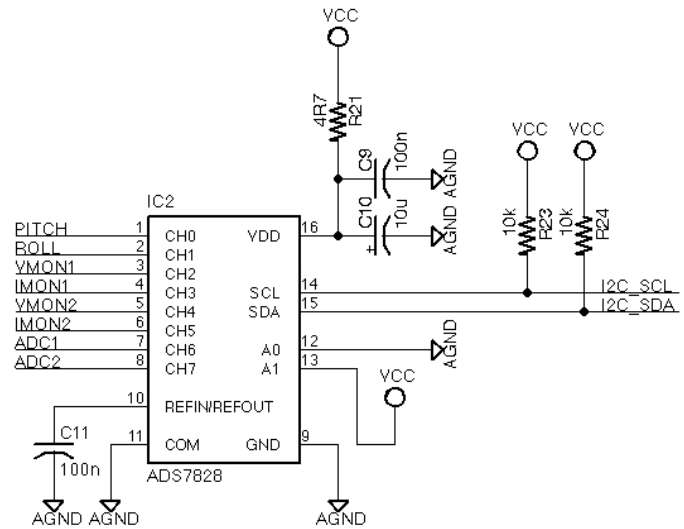 VCC
4R7
R21
C9
100n
AGND
C10
10u
+
AGND
VCC
VCC
10k
R23
10k
R24
IC2
PITCH 1 CH0 VDD 16
ROLL 2 CH1
VMON1 3 CH2
IMON1 4 CH3 SCL 14 I2C_SCL
VMON2 5 CH4 SDA 15 I2C_SDA
IMON2 6 CH5
ADC1 7 CH6 A0 12 AGND
ADC2 8 CH7 A1 13
VCC
10 REFIN/REFOUT
C11
100n
11 COM GND 9
ADS7828
AGND AGND AGND